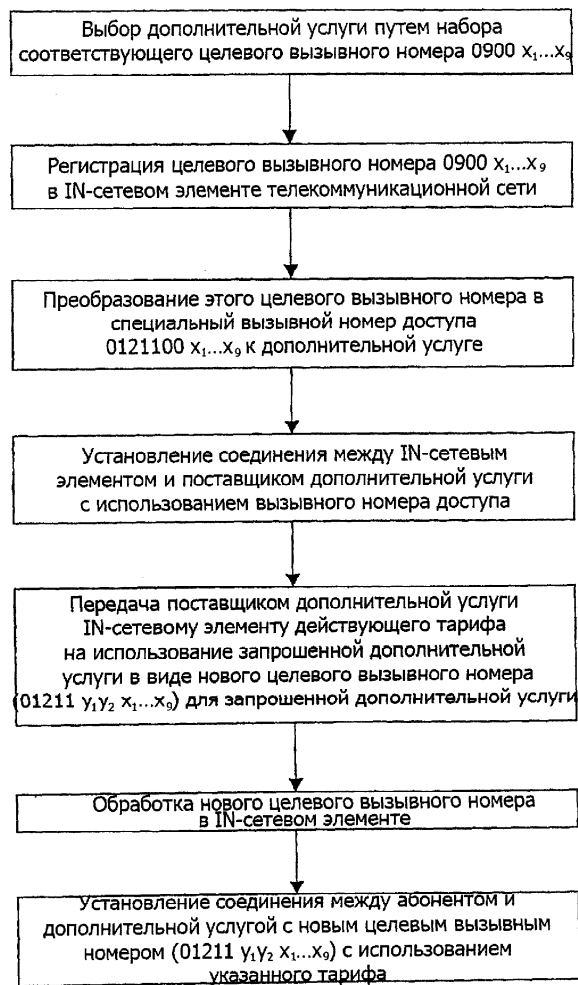 Выбор дополнительной услуги путем набора
соответствующего целевого вызывного номера 0900 x₁...x₉
Регистрация целевого вызывного номера 0900 x₁...x₉
в IN-сетевом элементе телекоммуникационной сети
Преобразование этого целевого вызывного номера в
специальный вызывной номер доступа
0121100 x₁...x₉ к дополнительной услуге
Установление соединения между IN-сетевым
элементом и поставщиком дополнительной услуги
с использованием вызывного номера доступа
Передача поставщиком дополнительной услуги
IN-сетевому элементу действующего тарифа
на использование запрошенной дополнительной
услуги в виде нового целевого вызывного номера
(01211 y₁y₂ x₁...x₉) для запрошенной дополнительной услуги
Обработка нового целевого вызывного номера
в IN-сетевом элементе
Установление соединения между абонентом и
дополнительной услугой с новым целевым вызывным
номером (01211 y₁y₂ x₁...x₉) с использованием
указанного тарифа